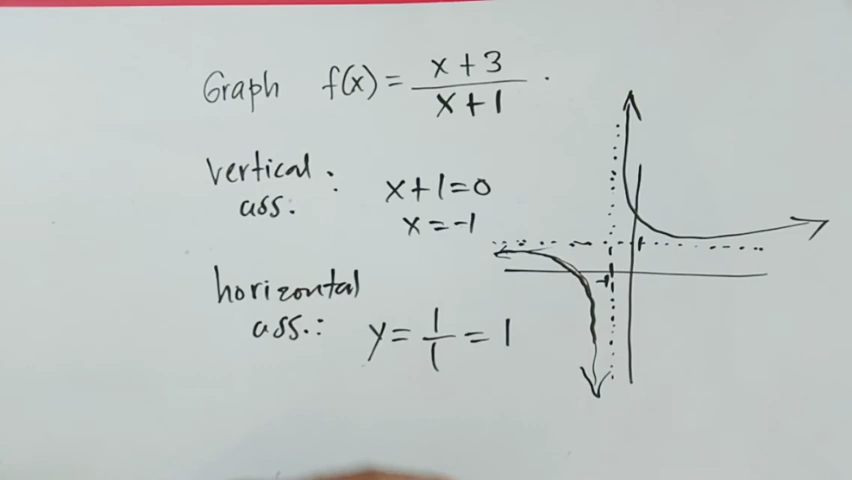 Graph f(x) = x + 3 / x + 1 .
vertical : x + 1 = 0
ass. x = -1
horizontal
ass. : y = 1/1 = 1
1
-1